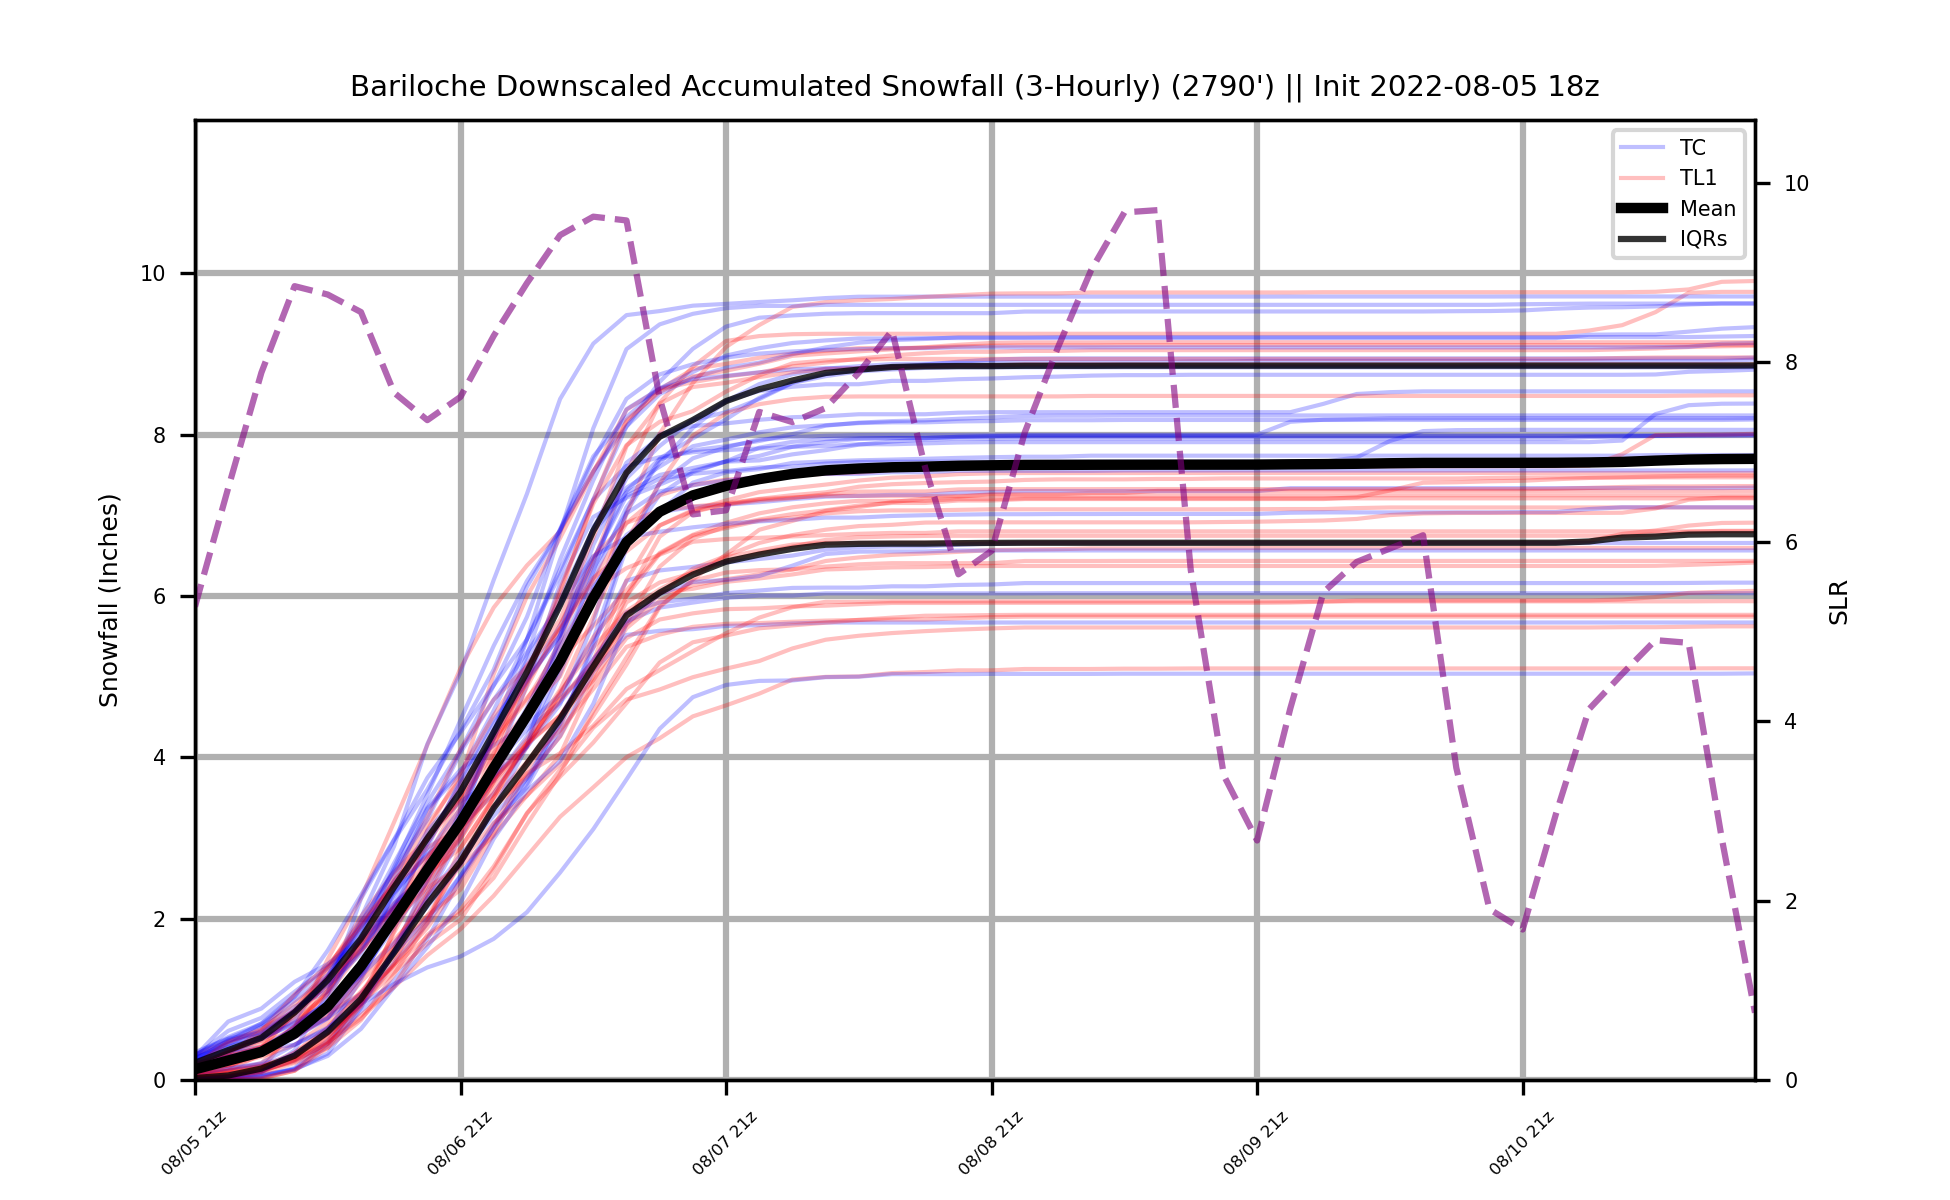 Bariloche Downscaled Accumulated Snowfall (3-Hourly) (2790') || Init 2022-08-05 18z
TC
TL1
Mean
IQRs
Snowfall (Inches)
10
8
6
4
2
0
10
8
6
4
2
0
SLR
08/05 21z
08/06 21z
08/07 21z
08/08 21z
08/09 21z
08/10 21z